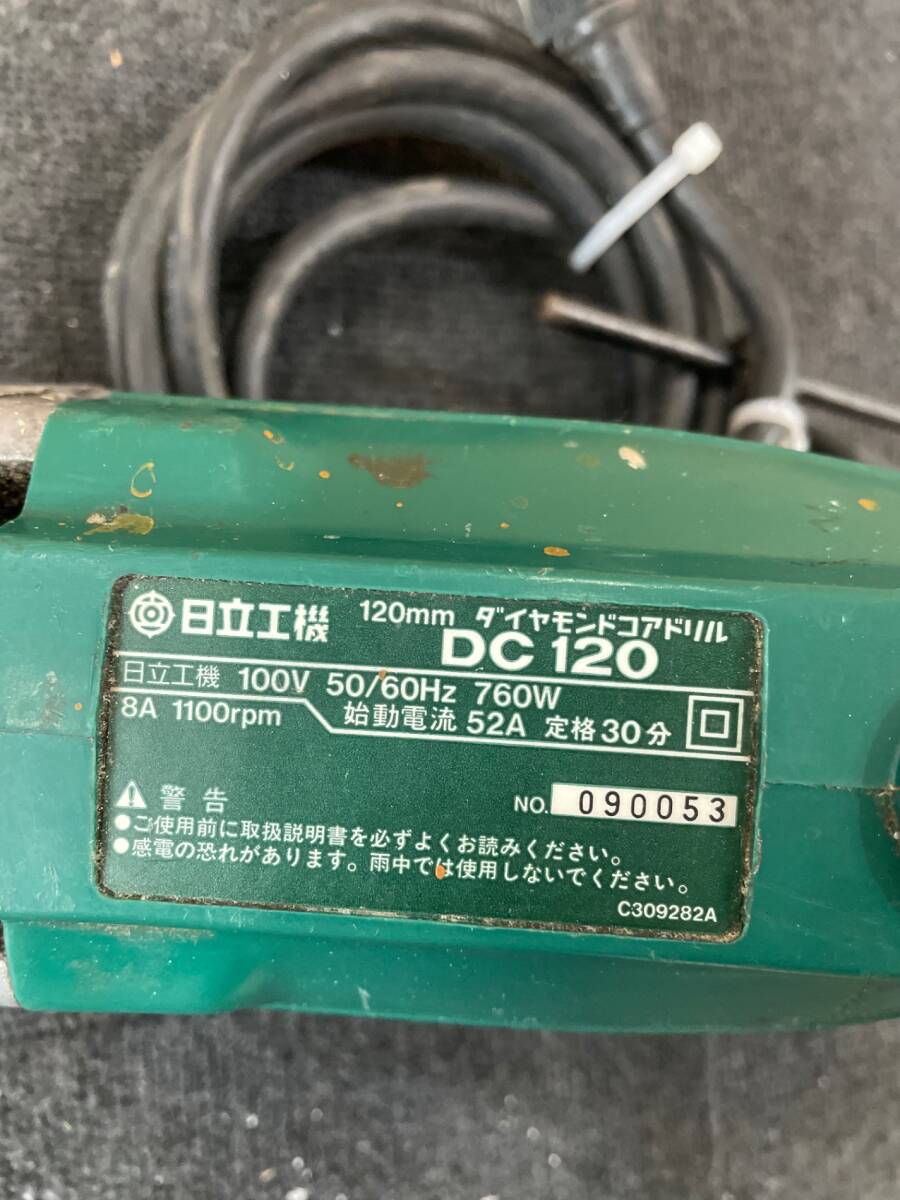 日立工機 120mm ダイヤモンドコアドリル
DC 120
日立工機 100V 50/60Hz 760W
8A 1100rpm 始動電流 52A 定格 30分
警告
NO. 090053
●ご使用前に取扱説明書を必ずよくお読みください。
●感電の恐れがあります。雨中では使用しないでください。
C309282A